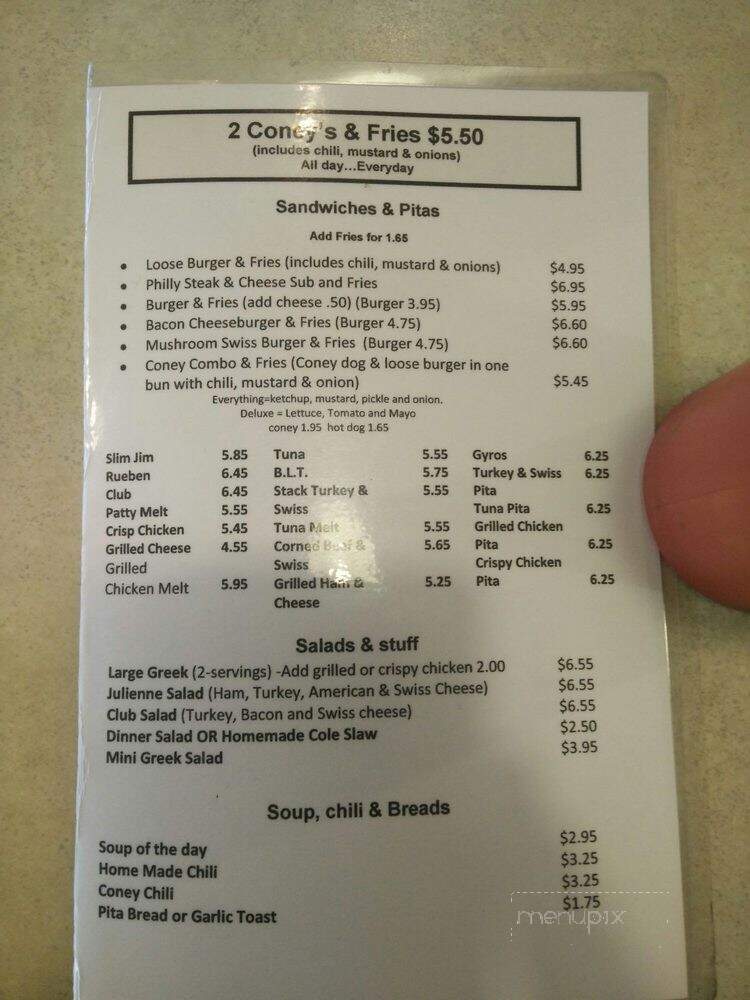 2 Coney's & Fries $5.50
(includes chili, mustard & onions)
All day...Everyday
Sandwiches & Pitas
Add Fries for 1.65
• Loose Burger & Fries (includes chili, mustard & onions) $4.95
• Philly Steak & Cheese Sub and Fries $6.95
• Burger & Fries (add cheese .50) (Burger 3.95) $5.95
• Bacon Cheeseburger & Fries (Burger 4.75) $6.60
• Mushroom Swiss Burger & Fries (Burger 4.75) $6.60
• Coney Combo & Fries (Coney dog & loose burger in one
bun with chili, mustard & onion) $5.45
Everything=ketchup, mustard, pickle and onion.
Deluxe = Lettuce, Tomato and Mayo
coney 1.95 hot dog 1.65
Slim Jim 5.85
Rueben 6.45
Club 6.45
Patty Melt 5.55
Crisp Chicken 5.45
Grilled Cheese 4.55
Grilled
Chicken Melt 5.95
Tuna 5.55
B.L.T. 5.75
Stack Turkey & 5.55
Swiss
Tuna Melt 5.55
Corned Beef & 5.65
Swiss
Grilled Ham & 5.25
Cheese
Gyros 6.25
Turkey & Swiss 6.25
Pita
Tuna Pita 6.25
Grilled Chicken
Pita 6.25
Crispy Chicken
Pita 6.25
Salads & stuff
Large Greek (2-servings) -Add grilled or crispy chicken 2.00 $6.55
Julienne Salad (Ham, Turkey, American & Swiss Cheese) $6.55
Club Salad (Turkey, Bacon and Swiss cheese) $6.55
Dinner Salad OR Homemade Cole Slaw $2.50
Mini Greek Salad $3.95
Soup, chili & Breads
Soup of the day $2.95
Home Made Chili $3.25
Coney Chili $3.25
Pita Bread or Garlic Toast $1.75
menupix